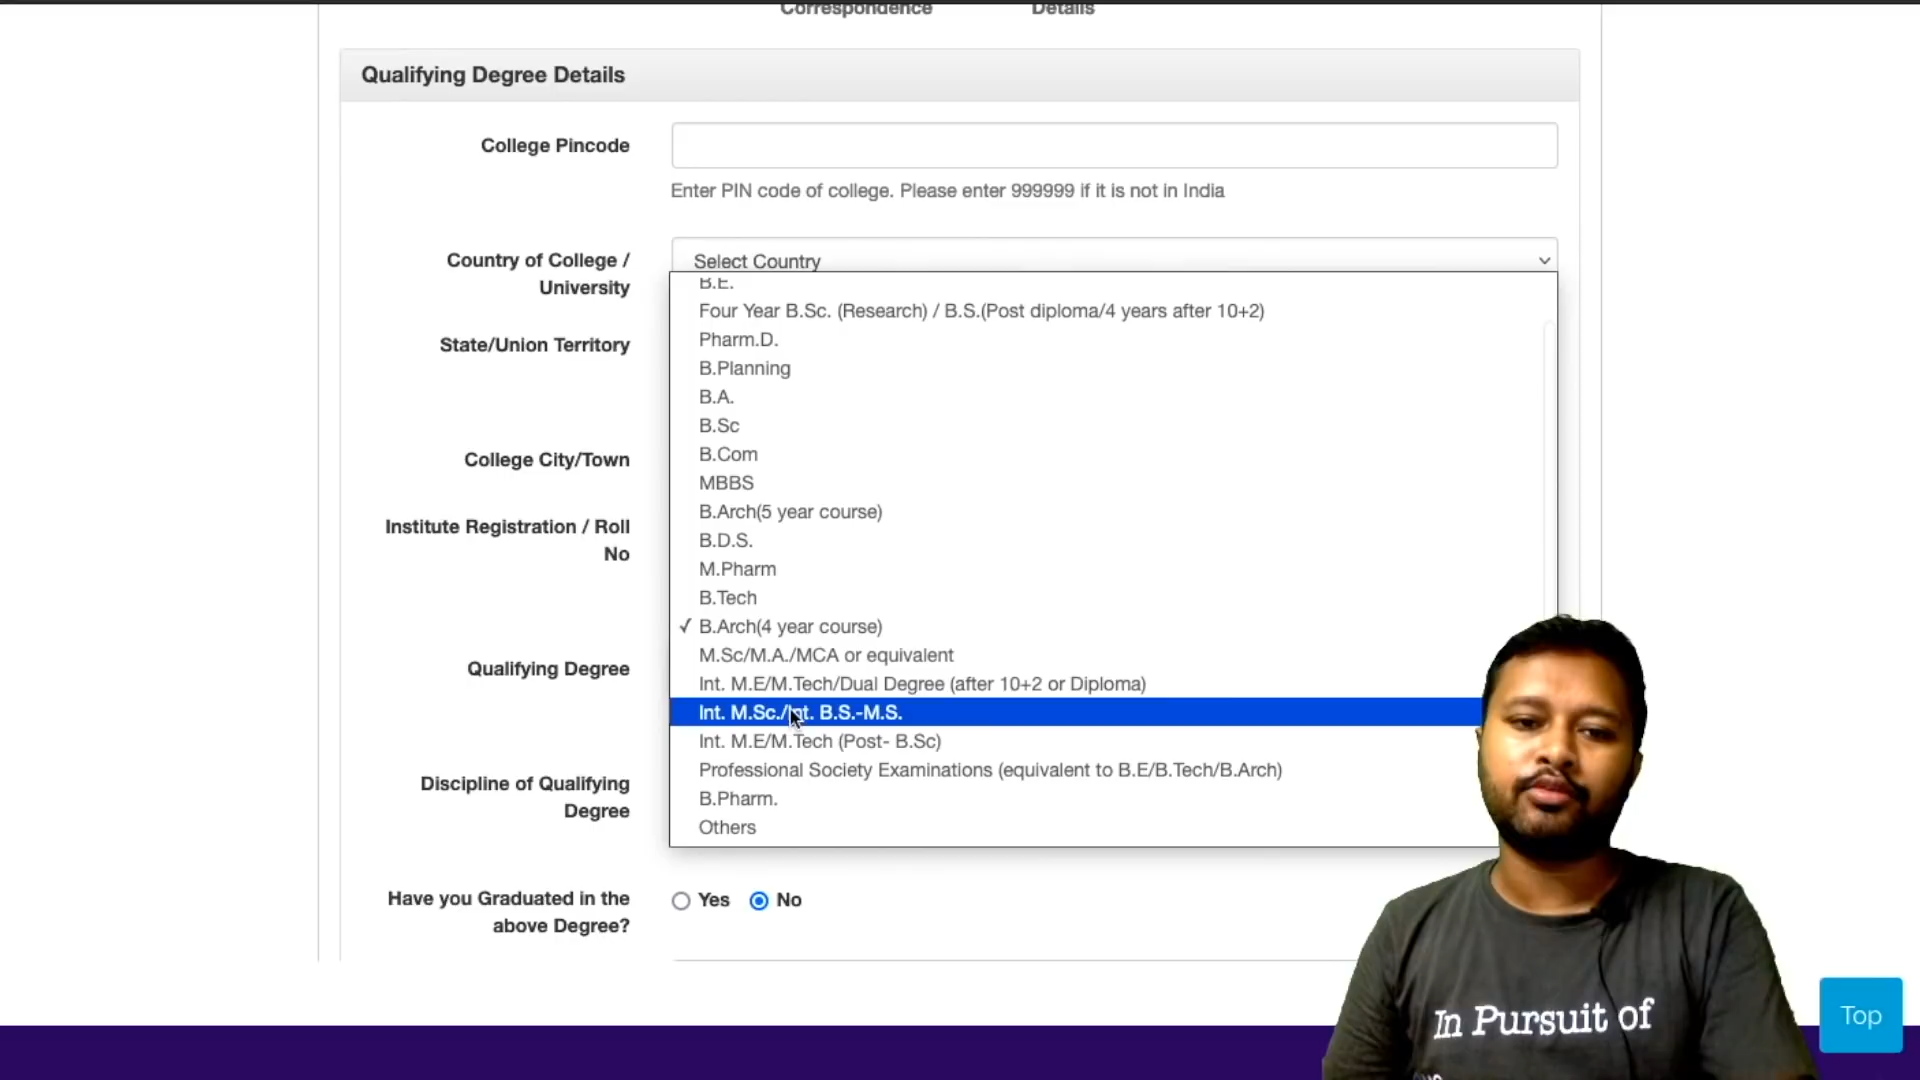 Correspondence
Details
Qualifying Degree Details
College Pincode
Enter PIN code of college. Please enter 999999 if it is not in India
Country of College /
University
Select Country
State/Union Territory
College City/Town
Institute Registration / Roll
No
Qualifying Degree
Discipline of Qualifying
Degree
B.E.
Four Year B.Sc. (Research) / B.S.(Post diploma/4 years after 10+2)
Pharm.D.
B.Planning
B.A.
B.Sc
B.Com
MBBS
B.Arch(5 year course)
B.D.S.
M.Pharm
B.Tech
✓ B.Arch(4 year course)
M.Sc/M.A./MCA or equivalent
Int. M.E/M.Tech/Dual Degree (after 10+2 or Diploma)
Int. M.Sc./Int. B.S.-M.S.
Int. M.E/M.Tech (Post- B.Sc)
Professional Society Examinations (equivalent to B.E/B.Tech/B.Arch)
B.Pharm.
Others
Have you Graduated in the
above Degree?
Yes
No
In Pursuit of
Top